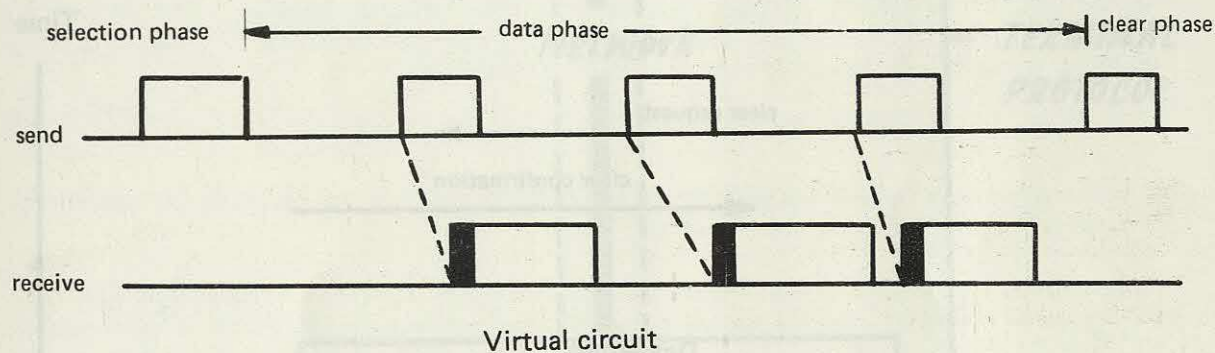 selection phase data phase clear phase
send
receive
Virtual circuit